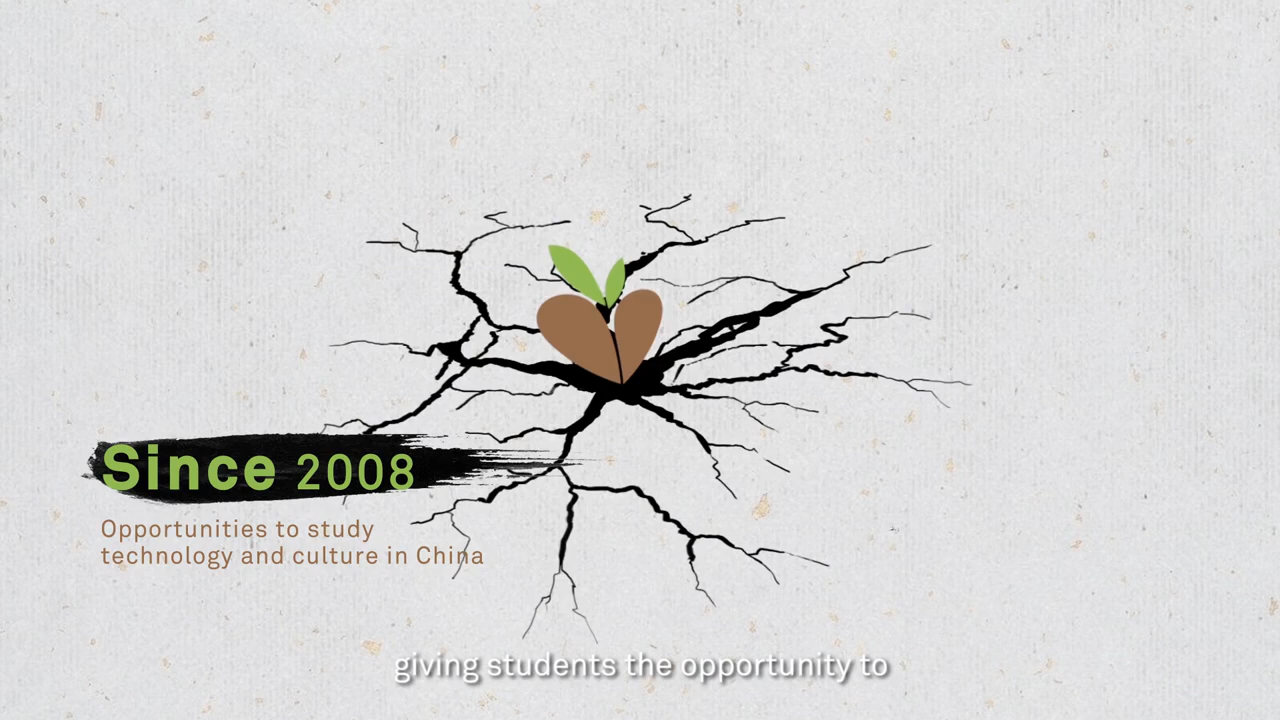 Since 2008
Opportunities to study
technology and culture in China
giving students the opportunity to